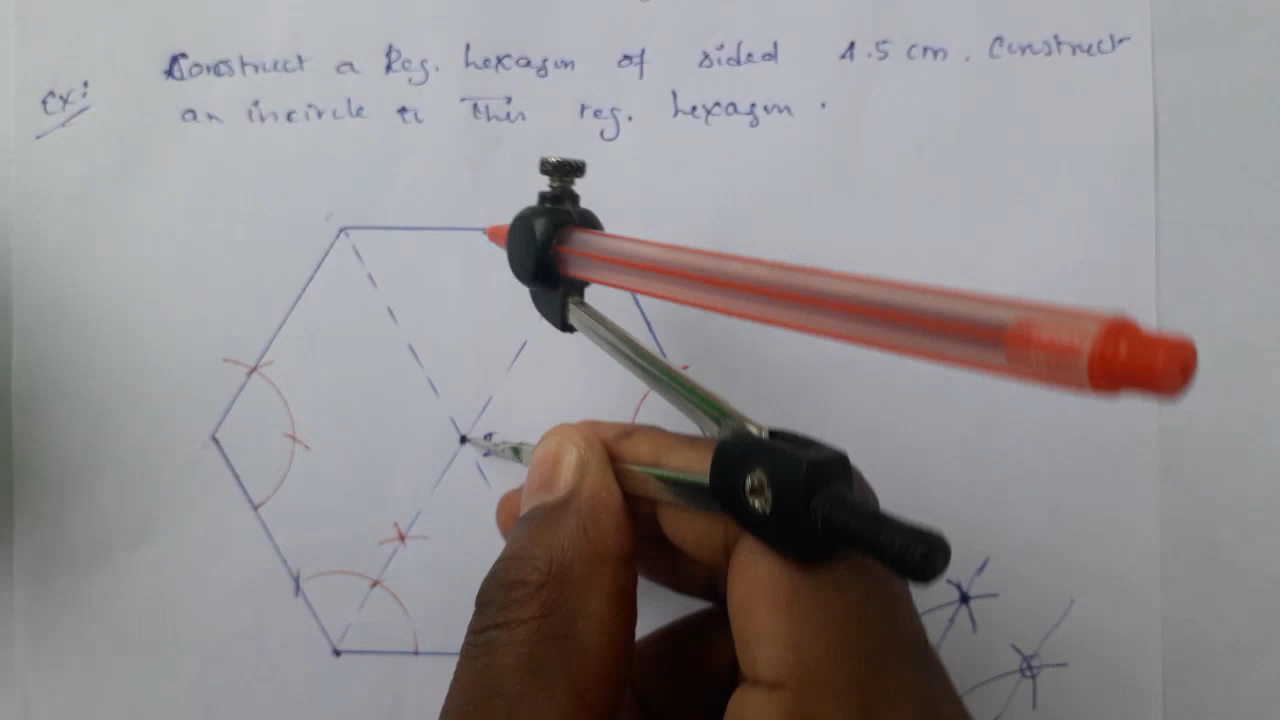 Construct a Reg. hexagon of sided 4.5 cm. Construct
Ex: an incircle to This reg. hexagon.